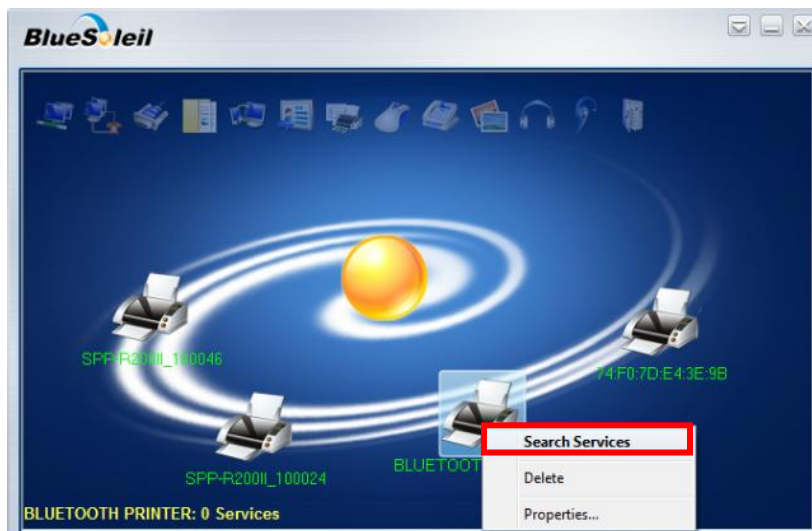 BlueSoleil
SPP-R200II_100046
74:F0:7D:E4:3E:9B
SPP-R200II_100024
BLUETOOT
Search Services
Delete
Properties...
BLUETOOTH PRINTER: 0 Services